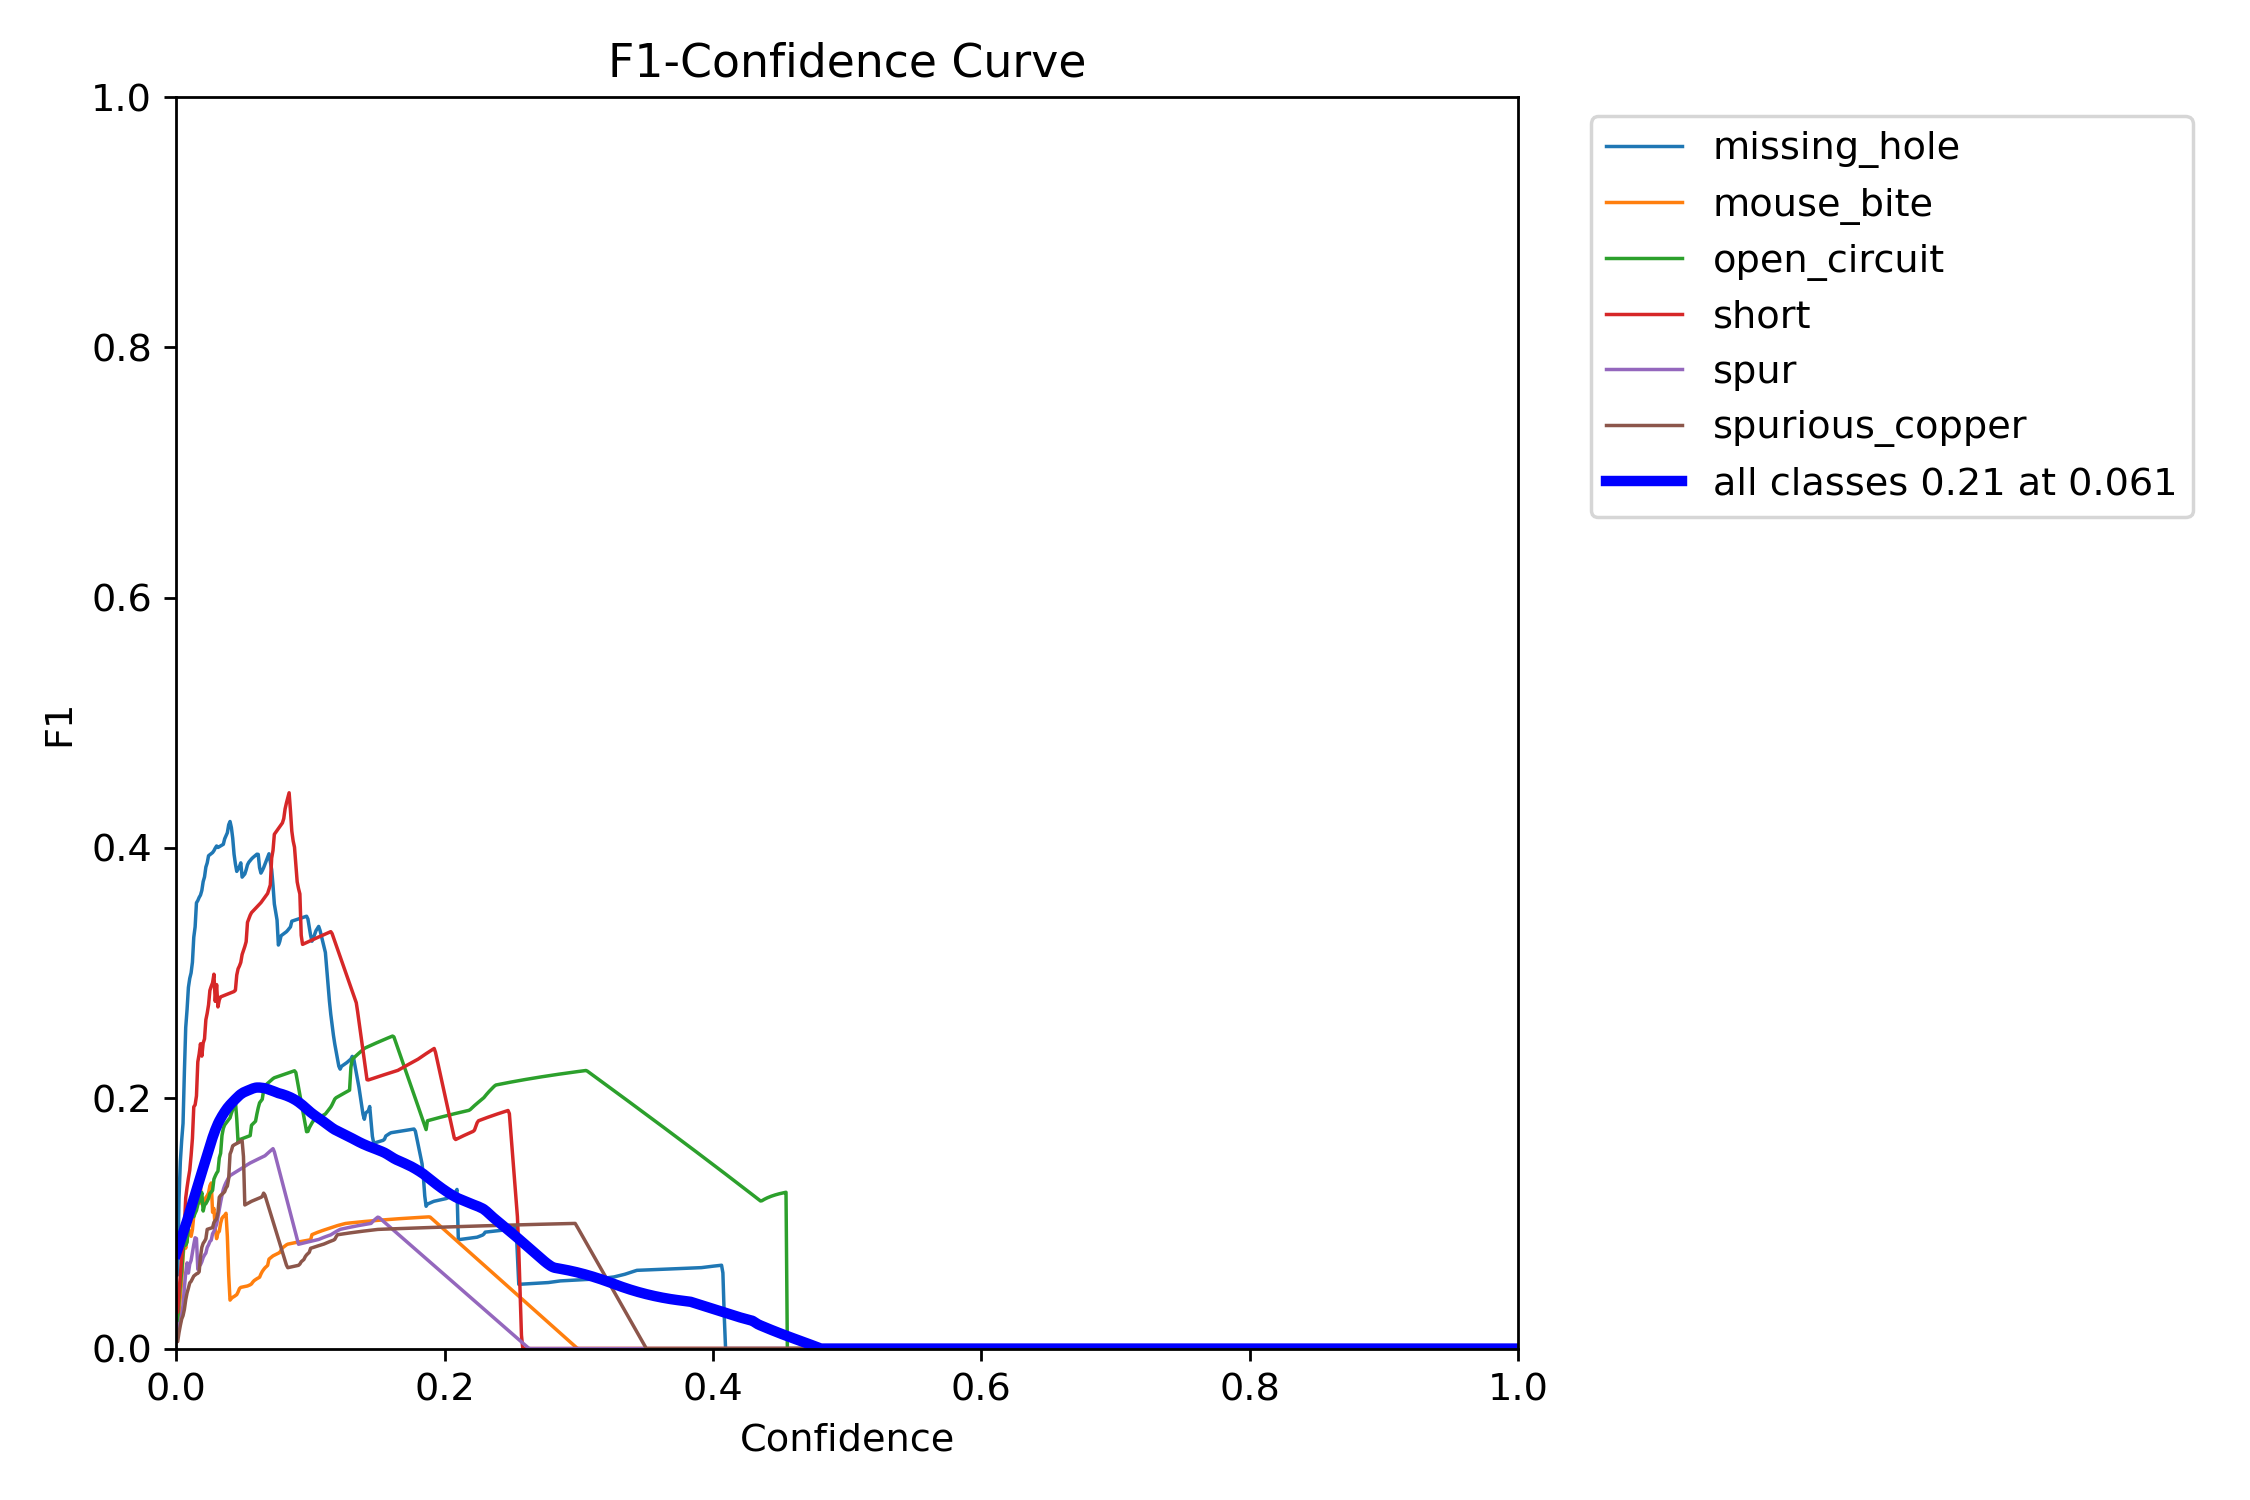 F1-Confidence Curve
1.0
0.8
0.6
0.4
0.2
0.0
F1
0.0 0.2 0.4 0.6 0.8 1.0
Confidence
missing_hole
mouse_bite
open_circuit
short
spur
spurious_copper
all classes 0.21 at 0.061